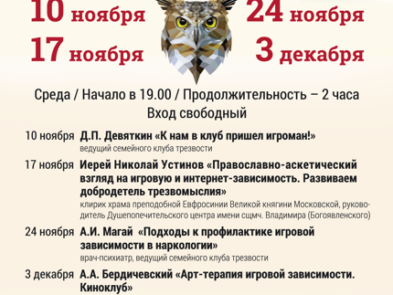 10 ноября 24 ноября
17 ноября 3 декабря
Среда / Начало в 19.00 / Продолжительность – 2 часа
Вход свободный
10 ноября Д.П. Девяткин «К нам в клуб пришел игроман!»
ведущий семейного клуба трезвости
17 ноября Иерей Николай Устинов «Православно-аскетический
взгляд на игровую и интернет-зависимость. Развиваем
добродетель трезвомыслия»
клирик храма преподобной Евфросинии Великой княгини Московской, руково-
дитель Душепопечительского центра имени сщмч. Владимира (Богоявленского)
24 ноября А.И. Магай «Подходы к профилактике игровой
зависимости в наркологии»
врач-психиатр, ведущий семейного клуба трезвости
3 декабря А.А. Бердичевский «Арт-терапия игровой зависимости.
Киноклуб»